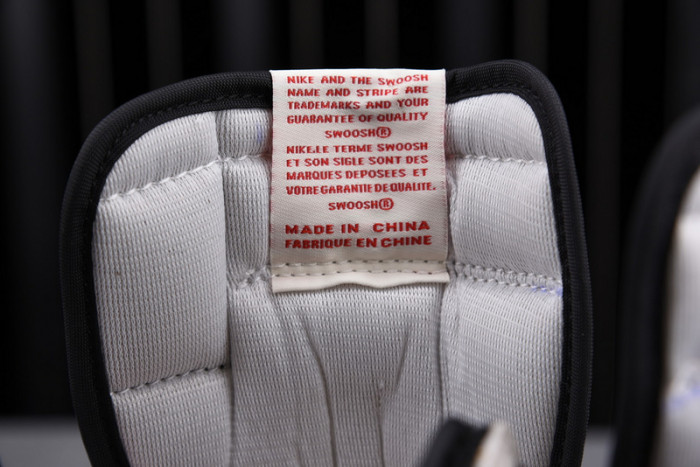 NIKE AND THE SWOOSH
NAME AND STRIPE ARE
TRADEMARKS AND YOUR
GUARANTEE OF QUALITY
SWOOSH®
NIKE.LE TERME SWOOSH
ET SON SIGLE SONT DES
MARQUES DEPOSEES ET
VOTRE GARANTIE DE QUALITE.
SWOOSH®
MADE IN CHINA
FABRIQUE EN CHINE